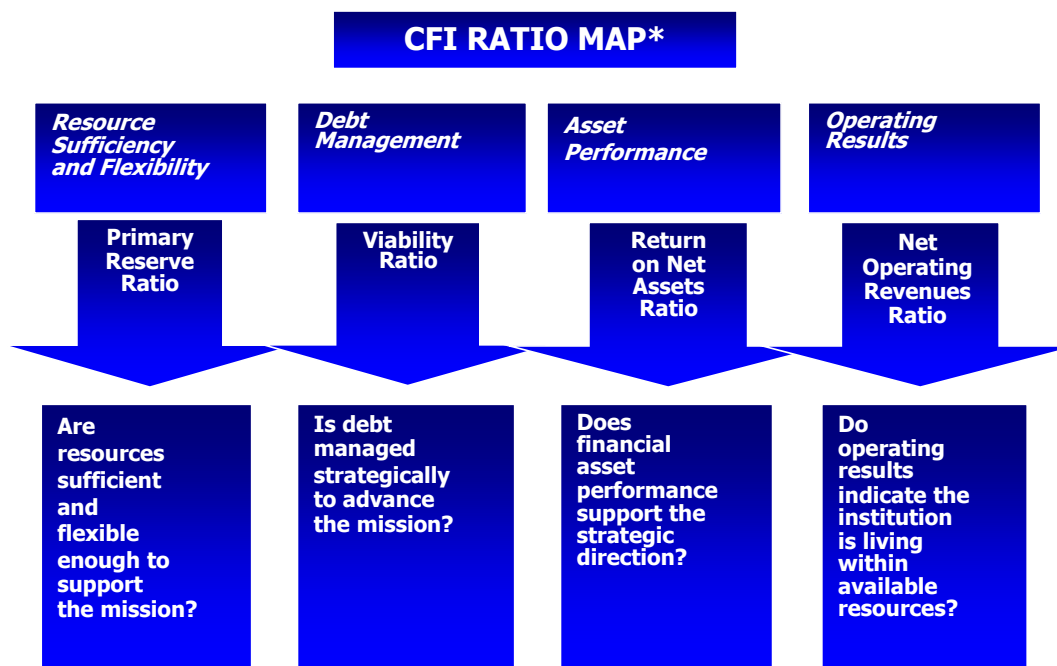 CFI RATIO MAP*
Resource
Sufficiency
and Flexibility
Debt
Management
Asset
Performance
Operating
Results
Primary
Reserve
Ratio
Viability
Ratio
Return
on Net
Assets
Ratio
Net
Operating
Revenues
Ratio
Are
resources
sufficient
and
flexible
enough to
support
the mission?
Is debt
managed
strategically
to advance
the mission?
Does
financial
asset
performance
support the
strategic
direction?
Do
operating
results
indicate the
institution
is living
within
available
resources?